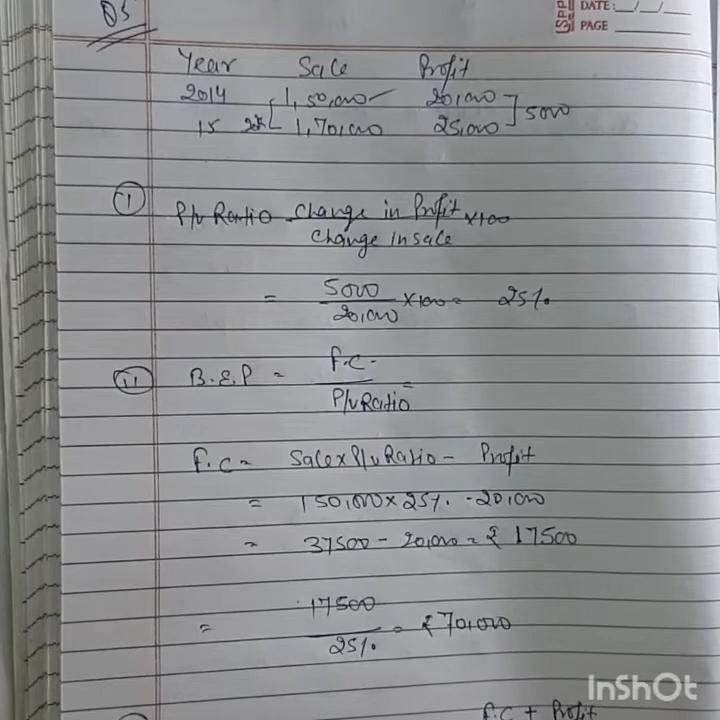 Q5
DATE:
PAGE
Year Sale Profit
2014 1,50,000 20,000
15 1,70,000 25,000 ] 5000
(i) P/v Ratio Change in Profit ×100
Change in sale
= 5000 ×100 = 25%
20,000
(ii) B.E.P = F.C.
P/v Ratio =
F.C = Sale × P/v Ratio - Profit
= 150,000 × 25% - 20,000
= 37500 - 20,000 = ₹ 17500
= 17500 = ₹ 70,000
25%
F.C + Profit
InShOt